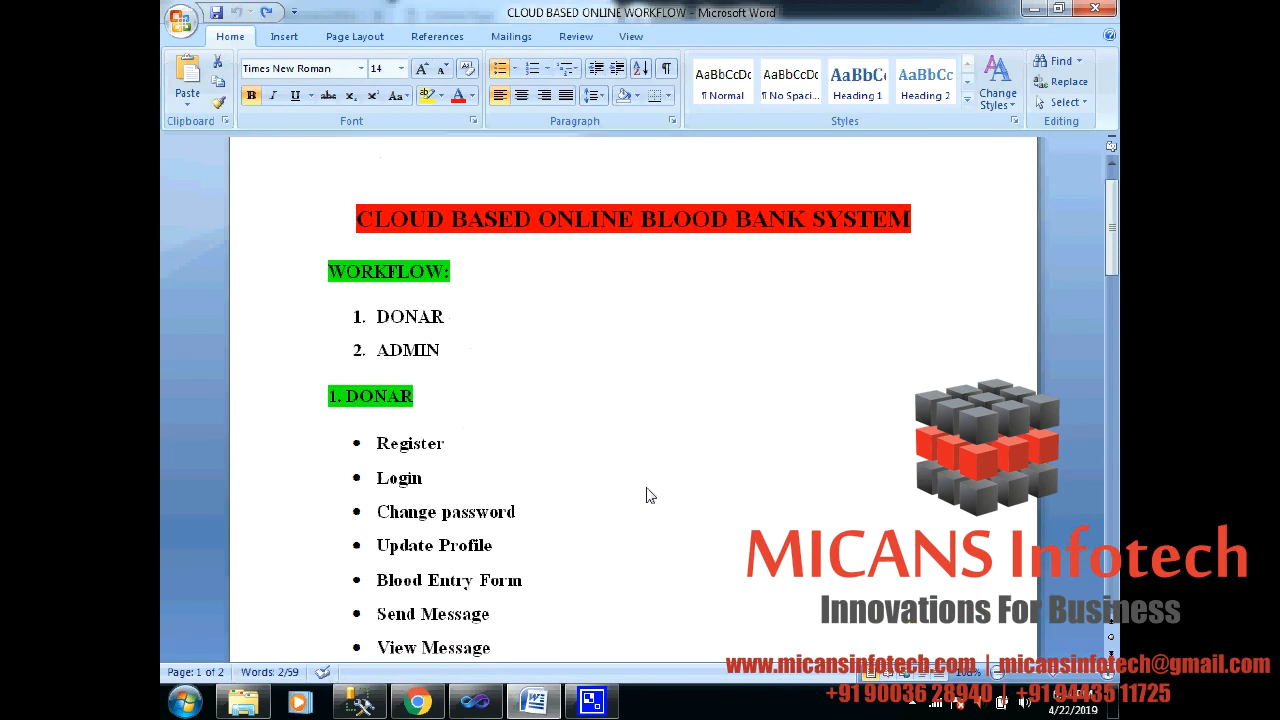 CLOUD BASED ONLINE WORKFLOW - Microsoft Word
Home Insert Page Layout References Mailings Review View
Times New Roman 14
Paste
AaBbCcDc AaBbCcDc AaBbC AaBbCc
¶ Normal ¶ No Spaci... Heading 1 Heading 2
Change Styles
Find
Replace
Select
Clipboard Font Paragraph Styles Editing
CLOUD BASED ONLINE BLOOD BANK SYSTEM
WORKFLOW:
1. DONAR
2. ADMIN
1. DONAR
• Register
• Login
• Change password
• Update Profile
• Blood Entry Form
• Send Message
• View Message
MICANS Infotech
Innovations For Business
www.micansinfotech.com | micansinfotech@gmail.com
+91 90036 28940 | +91 94435 11725
Page: 1 of 2 Words: 2/59
4/22/2019